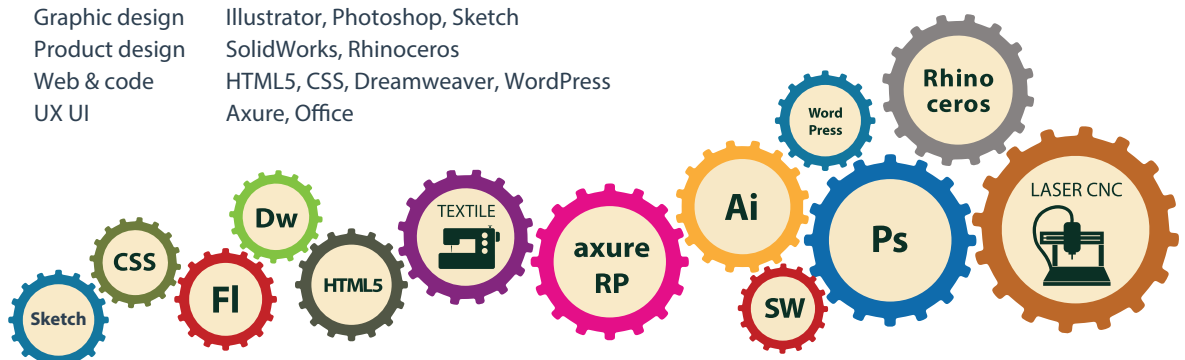 Graphic design Illustrator, Photoshop, Sketch
Product design SolidWorks, Rhinoceros
Web & code HTML5, CSS, Dreamweaver, WordPress
UX UI Axure, Office
Sketch
CSS
Fl
Dw
HTML5
TEXTILE
axure
RP
Ai
SW
Word
Press
Ps
Rhino
ceros
LASER CNC